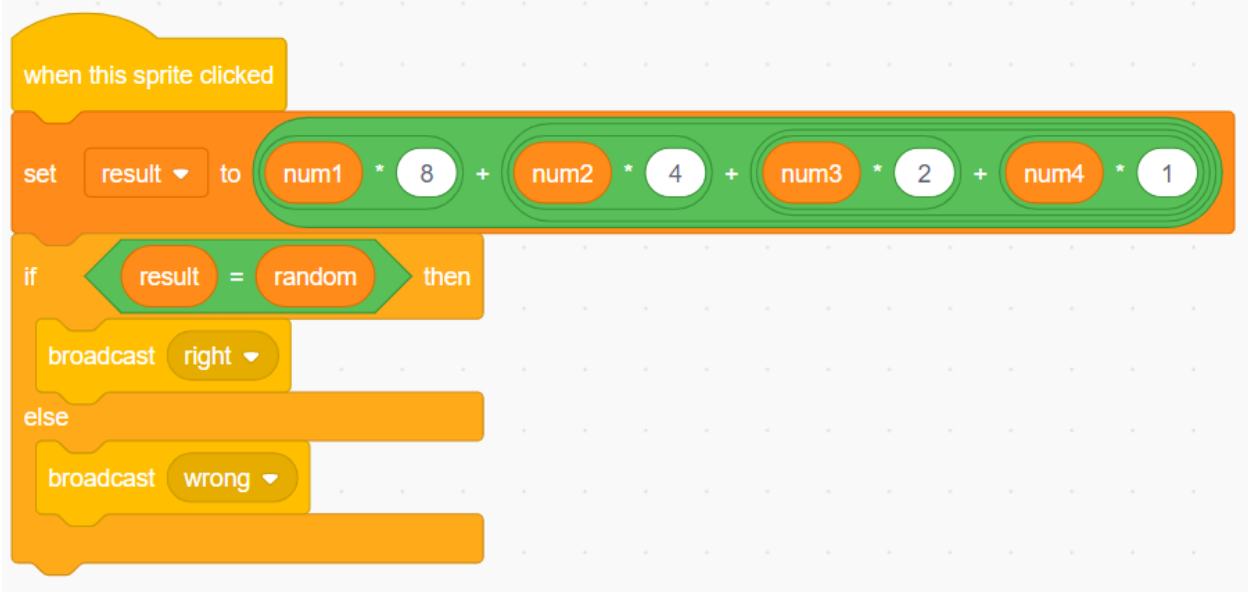 when this sprite clicked
set result to num1 * 8 + num2 * 4 + num3 * 2 + num4 * 1
if result = random then
broadcast right
else
broadcast wrong